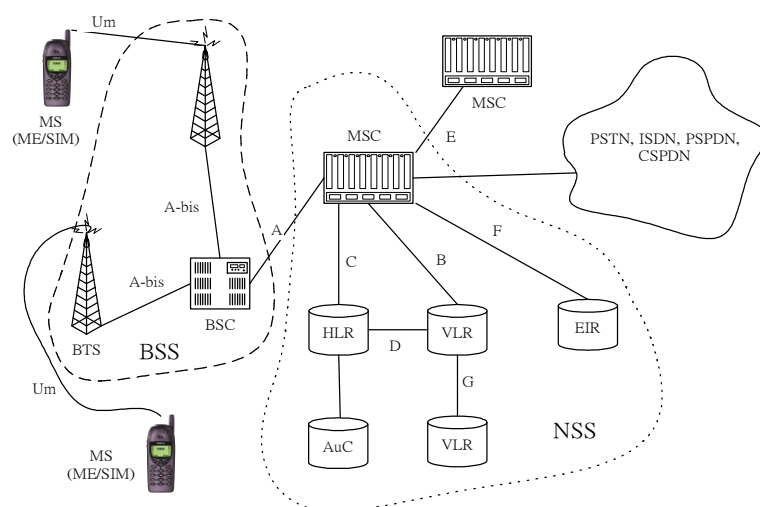 Um
MS
(ME/SIM)
MSC
MSC
E
PSTN, ISDN, PSPDN,
CSPDN
A-bis
A
F
A-bis
C
B
BTS
BSS
BSC
HLR
D
VLR
EIR
Um
G
MS
(ME/SIM)
AuC
VLR
NSS